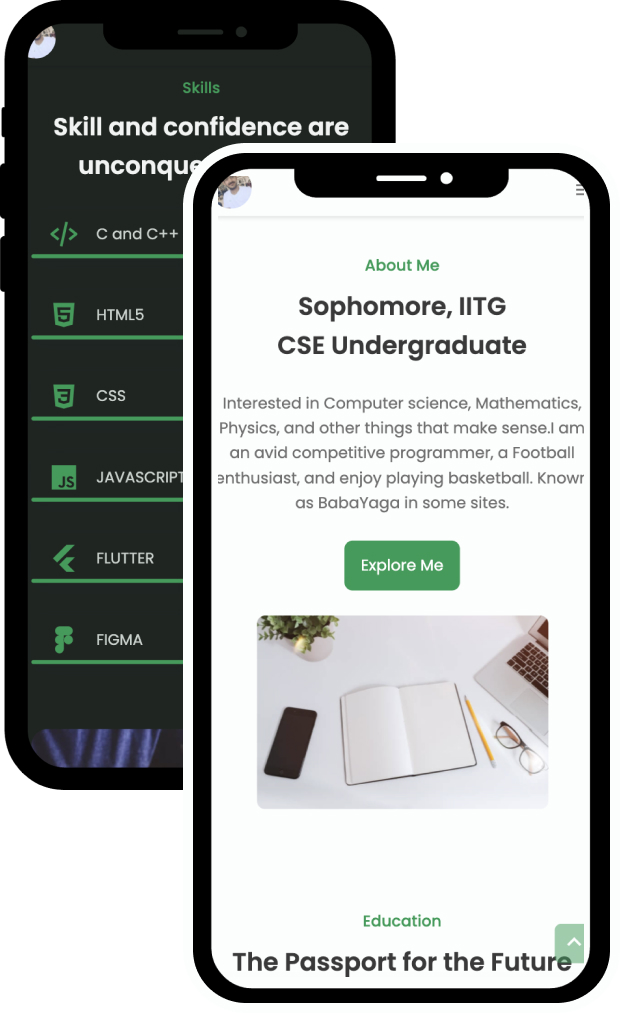 Skills
Skill and confidence are
unconque
C and C++
HTML5
CSS
JS
JAVASCRIPT
FLUTTER
FIGMA
About Me
Sophomore, IITG
CSE Undergraduate
Interested in Computer science, Mathematics,
Physics, and other things that make sense.I am
an avid competitive programmer, a Football
enthusiast, and enjoy playing basketball. Known
as BabaYaga in some sites.
Explore Me
Education
The Passport for the Future